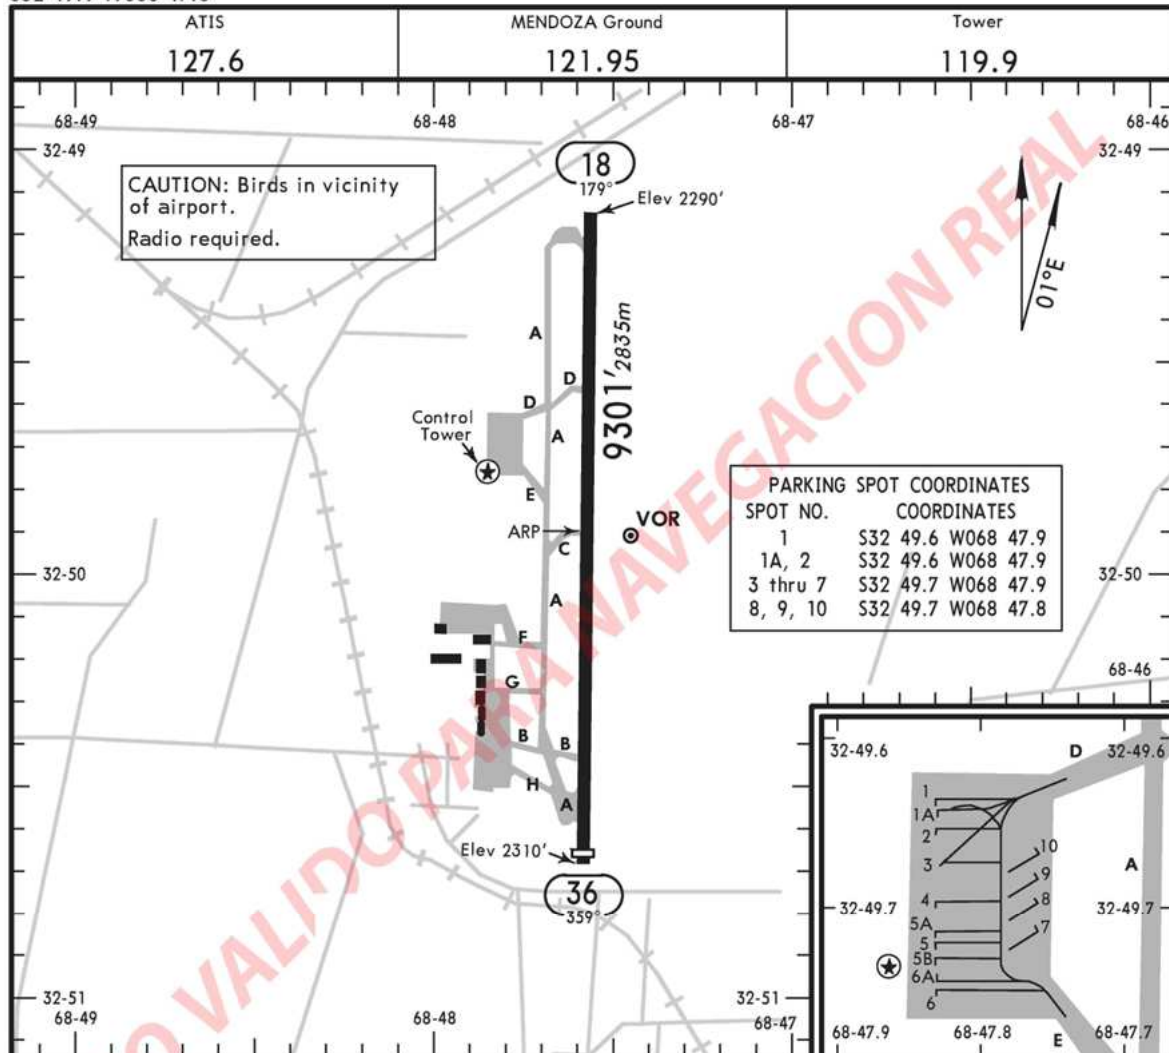 ATIS
127.6
MENDOZA Ground
121.95
Tower
119.9
68-49
68-48
68-47
68-46
32-49
32-49
CAUTION: Birds in vicinity
of airport.
Radio required.
18
179°
Elev 2290'
01°E
A
9301' 2835m
D
D
Control
Tower
A
E
ARP
VOR
C
PARKING SPOT COORDINATES
SPOT NO. COORDINATES
1 S32 49.6 W068 47.9
1A, 2 S32 49.6 W068 47.9
3 thru 7 S32 49.7 W068 47.9
8, 9, 10 S32 49.7 W068 47.8
32-50
32-50
A
F
G
B
B
H
A
68-46
Elev 2310'
36
359°
32-51
32-51
68-49
68-48
68-47
32-49.6
D
32-49.6
1
1A
2
3
10
9
A
4
8
32-49.7
32-49.7
5A
7
5
5B
6A
6
68-47.9
68-47.8
68-47.7
E
O VALIDO PARA NAVEGACION REAL